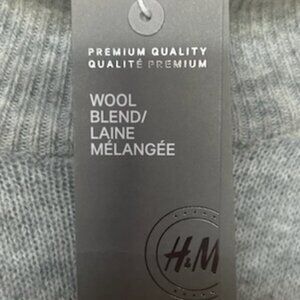 PREMIUM QUALITY
QUALITÉ PREMIUM
WOOL
BLEND/
LAINE
MÉLANGÉE
H&M